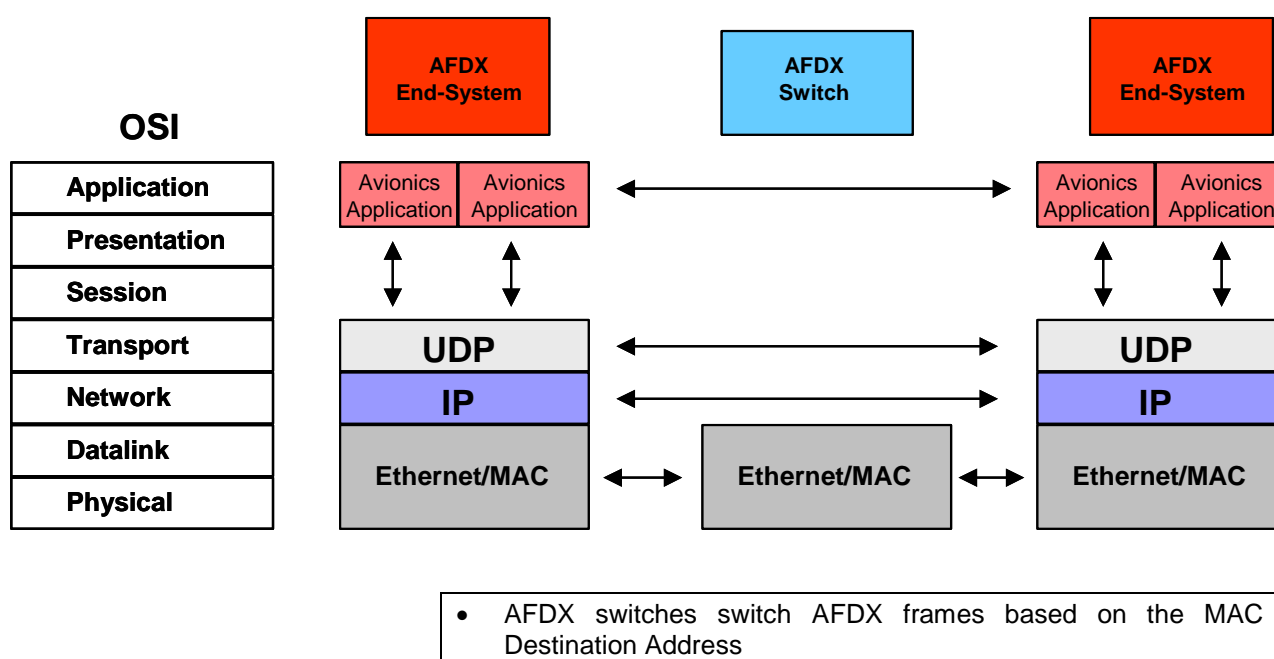 AFDX
End-System
AFDX
Switch
AFDX
End-System
OSI
Application
Presentation
Session
Transport
Network
Datalink
Physical
Avionics
Application
Avionics
Application
UDP
IP
Ethernet/MAC
Ethernet/MAC
Avionics
Application
Avionics
Application
UDP
IP
Ethernet/MAC
• AFDX switches switch AFDX frames based on the MAC
Destination Address